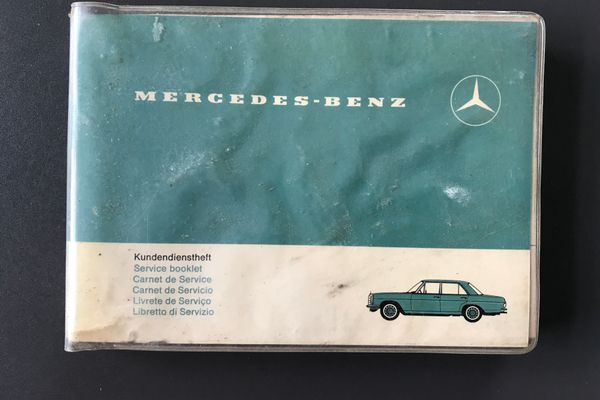 MERCEDES-BENZ
Kundendienstheft
Service booklet
Carnet de Service
Carnet de Servicio
Livrete de Serviço
Libretto di Servizio